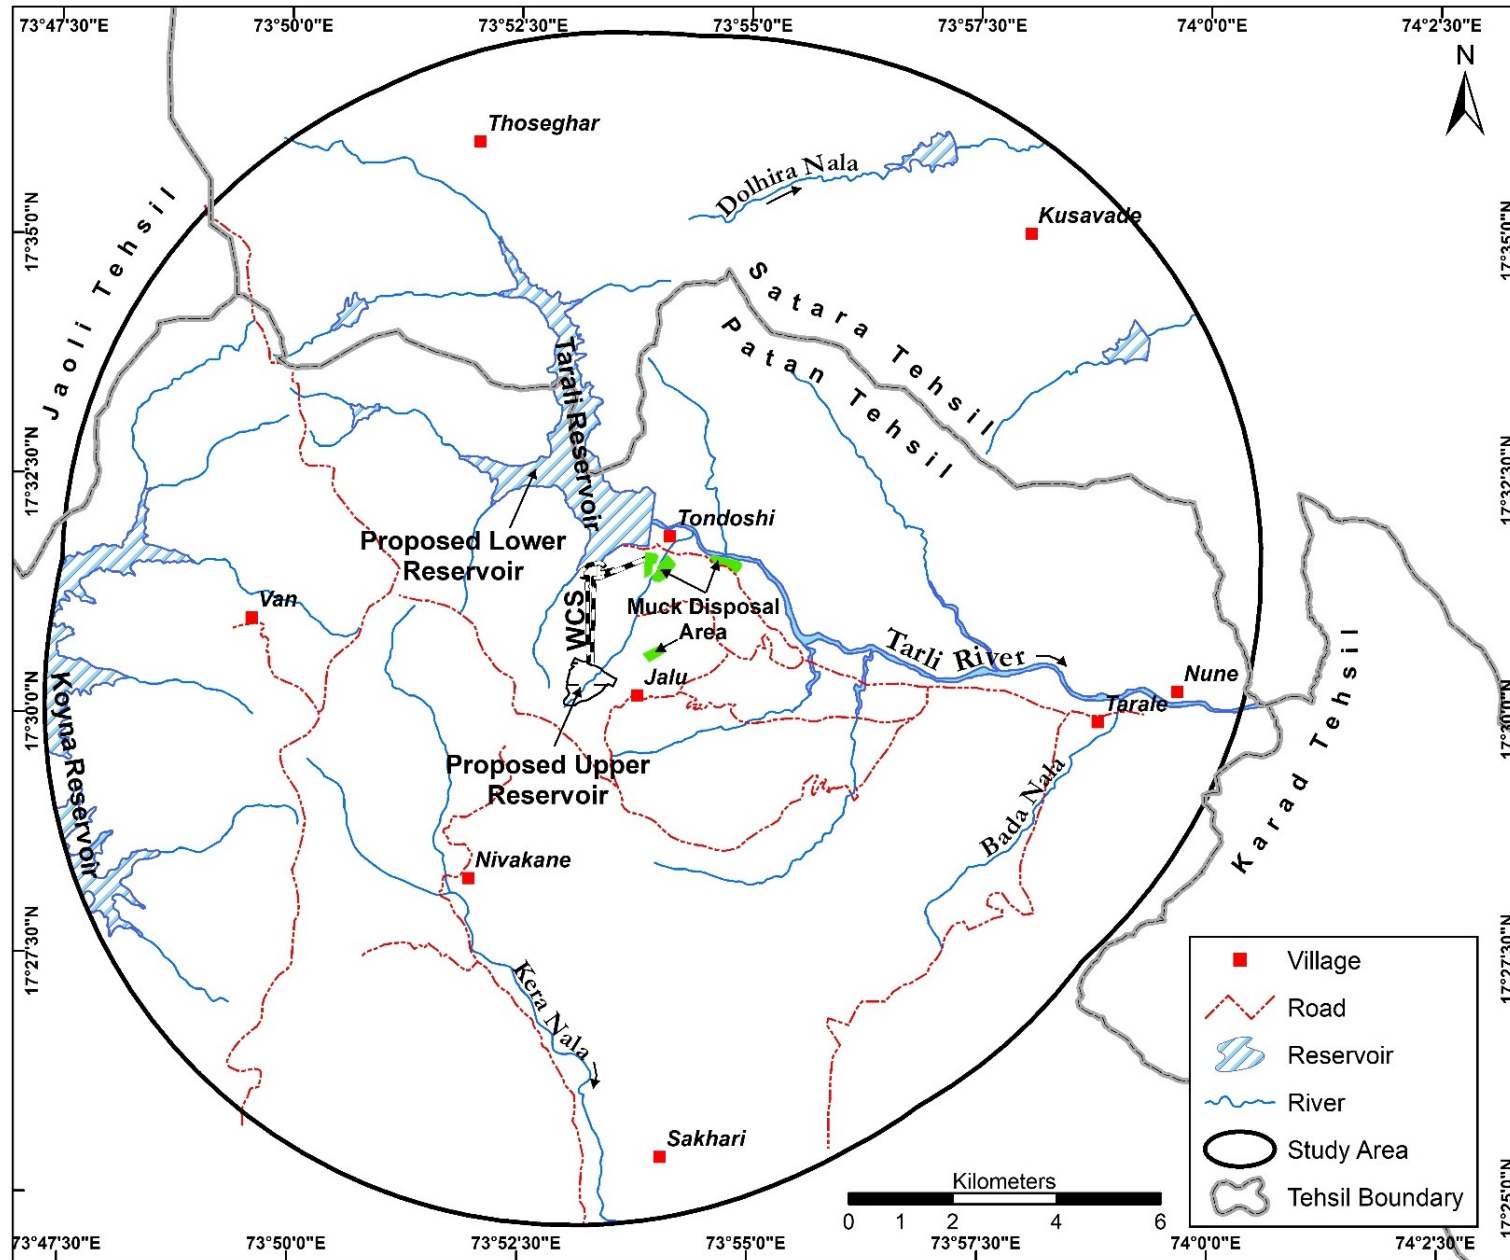 73°47'30"E
73°50'0"E
73°52'30"E
73°55'0"E
73°57'30"E
74°0'0"E
74°2'30"E
N
Thoseghar
Dolhira Nala
Kusavade
17°35'0"N
17°35'0"N
Jaoli Tehsil
Satara Tehsil
Patan Tehsil
Tarali Reservoir
17°32'30"N
17°32'30"N
Tondoshi
Proposed Lower
Reservoir
WCS
Muck Disposal
Area
Van
Jalu
Tarli River
Nune
Tarale
17°30'0"N
17°30'0"N
Koyna Reservoir
Proposed Upper
Reservoir
Bada Nala
Karad Tehsil
Nivakane
17°27'30"N
17°27'30"N
Kera Nala
Sakhari
Village
Road
Reservoir
River
Study Area
Tehsil Boundary
Kilometers
0 1 2 4 6
17°25'0"N
73°47'30"E
73°50'0"E
73°52'30"E
73°55'0"E
73°57'30"E
74°0'0"E
74°2'30"E